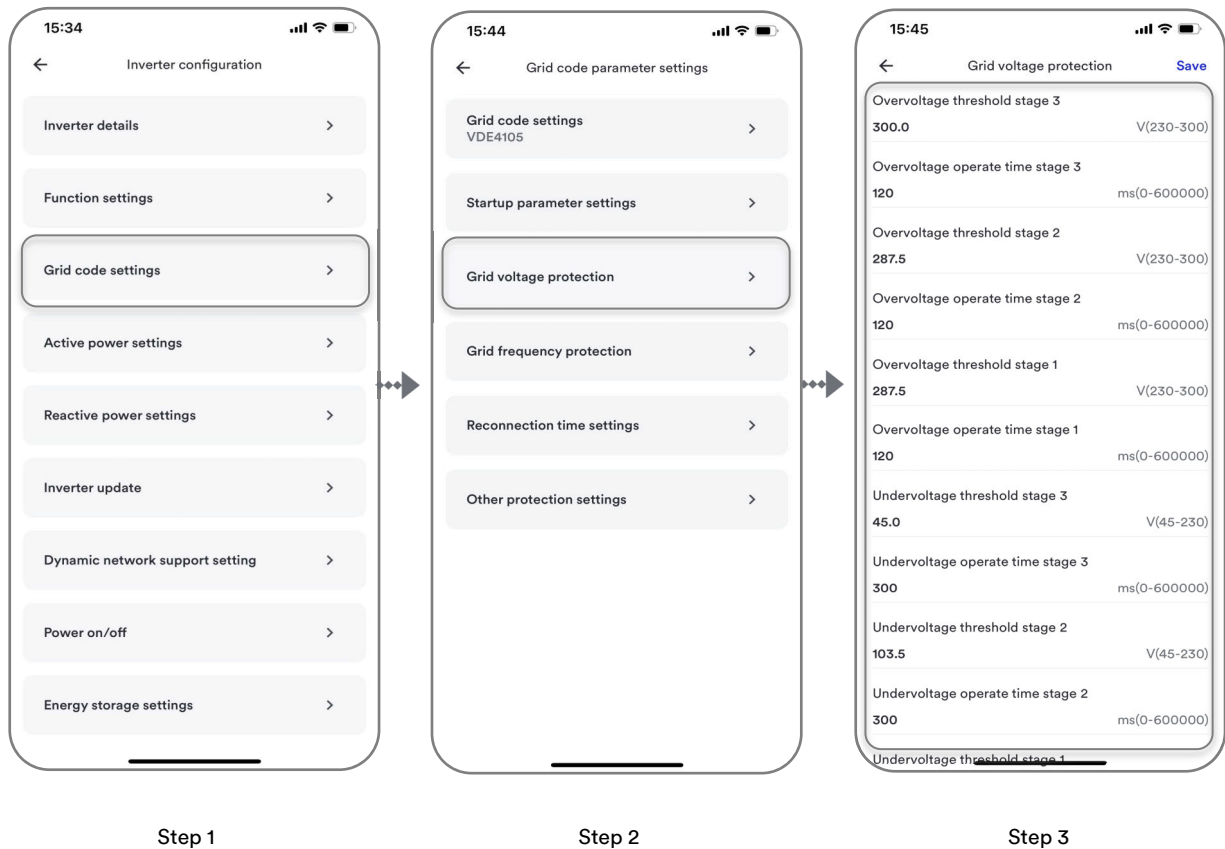 15:34
Inverter configuration
Inverter details
Function settings
Grid code settings
Active power settings
Reactive power settings
Inverter update
Dynamic network support setting
Power on/off
Energy storage settings
Step 1
15:44
Grid code parameter settings
Grid code settings
VDE4105
Startup parameter settings
Grid voltage protection
Grid frequency protection
Reconnection time settings
Other protection settings
Step 2
15:45
Grid voltage protection Save
Overvoltage threshold stage 3
300.0 V(230-300)
Overvoltage operate time stage 3
120 ms(0-600000)
Overvoltage threshold stage 2
287.5 V(230-300)
Overvoltage operate time stage 2
120 ms(0-600000)
Overvoltage threshold stage 1
287.5 V(230-300)
Overvoltage operate time stage 1
120 ms(0-600000)
Undervoltage threshold stage 3
45.0 V(45-230)
Undervoltage operate time stage 3
300 ms(0-600000)
Undervoltage threshold stage 2
103.5 V(45-230)
Undervoltage operate time stage 2
300 ms(0-600000)
Undervoltage threshold stage 1
Step 3